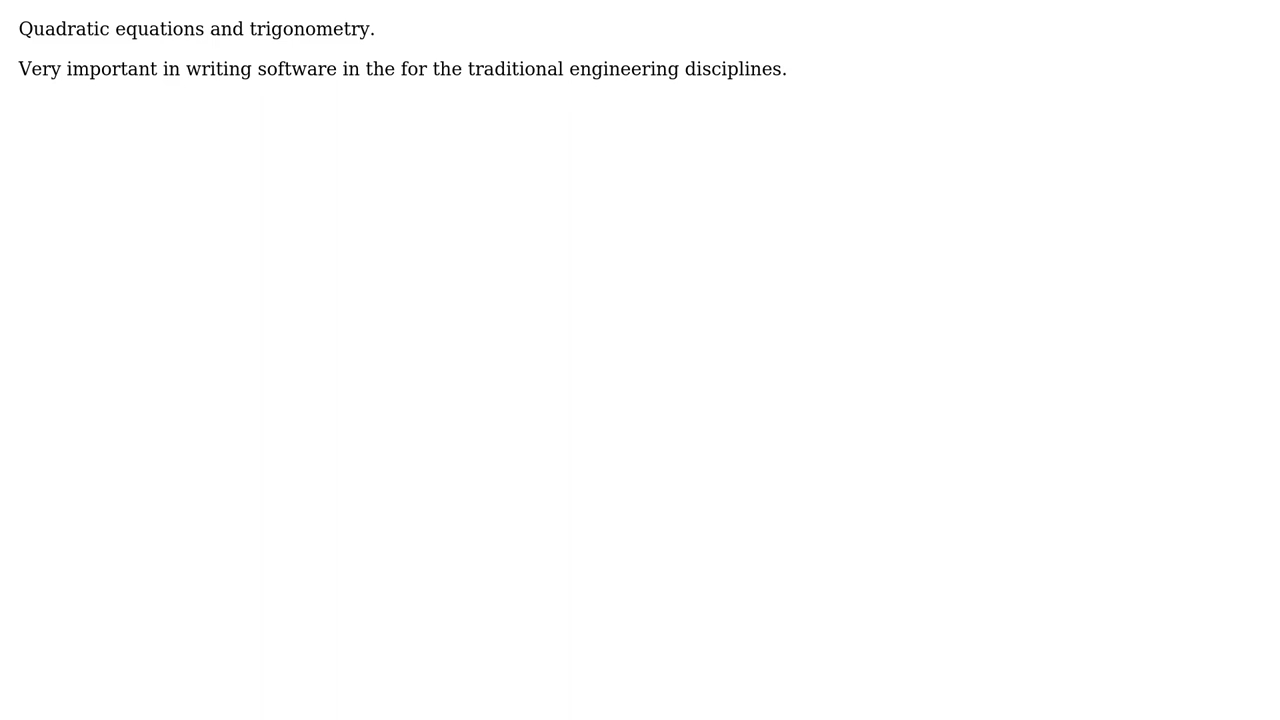 Quadratic equations and trigonometry.
Very important in writing software in the for the traditional engineering disciplines.